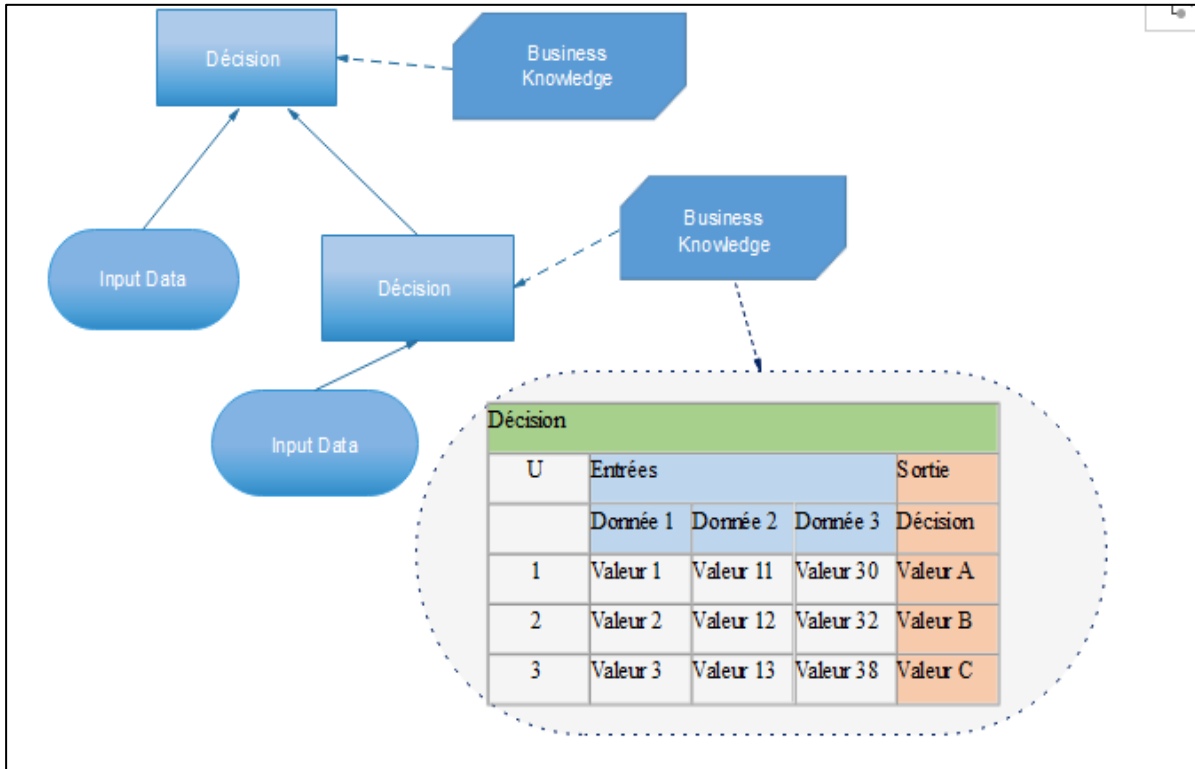 Décision
Business
Knowledge
Business
Knowledge
Input Data
Décision
Input Data
Décision
U Entrées Sortie
Donnée 1 Donnée 2 Donnée 3 Décision
1 Valeur 1 Valeur 11 Valeur 30 Valeur A
2 Valeur 2 Valeur 12 Valeur 32 Valeur B
3 Valeur 3 Valeur 13 Valeur 38 Valeur C